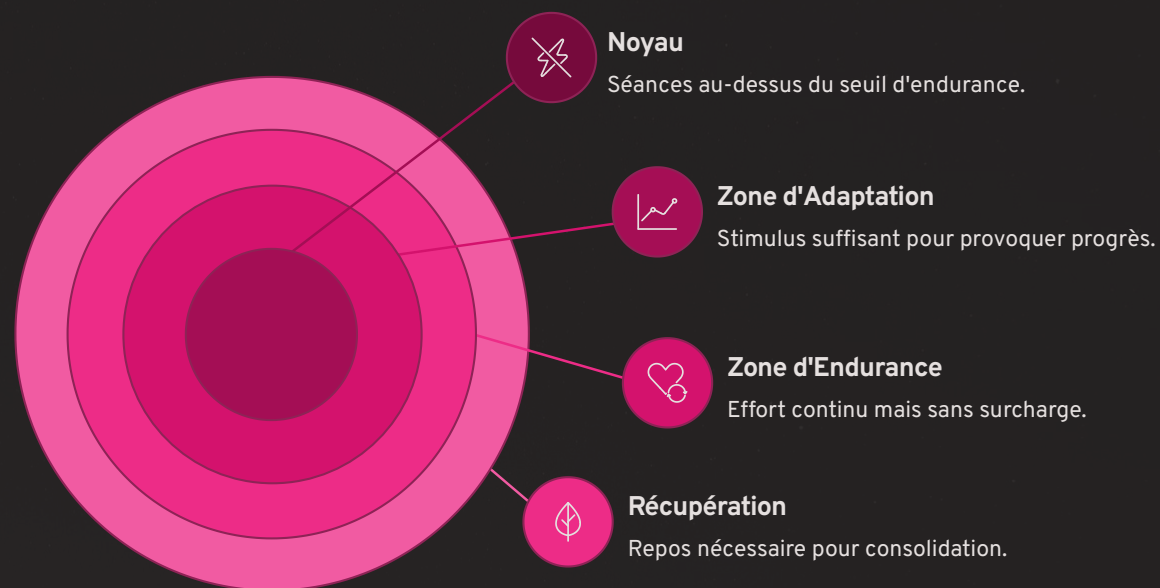 Noyau
Séances au-dessus du seuil d'endurance.
Zone d'Adaptation
Stimulus suffisant pour provoquer progrès.
Zone d'Endurance
Effort continu mais sans surcharge.
Récupération
Repos nécessaire pour consolidation.